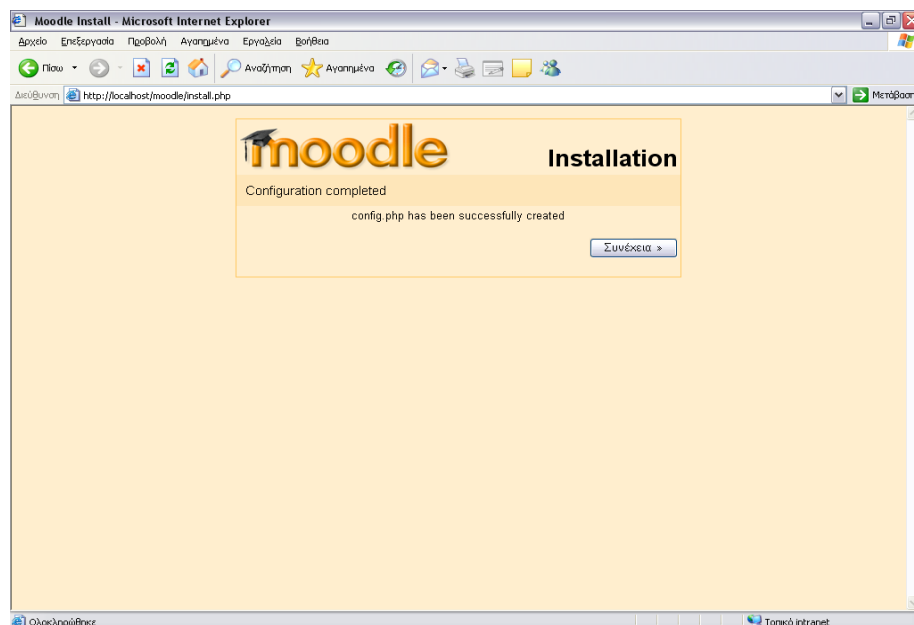 Moodle Install - Microsoft Internet Explorer
Αρχείο Επεξεργασία Προβολή Αγαπημένα Εργαλεία Βοήθεια
Πίσω Αναζήτηση Αγαπημένα
Διεύθυνση http://localhost/moodle/install.php Μετάβαση
moodle Installation
Configuration completed
config.php has been successfully created
Συνέχεια »
Ολοκληρώθηκε Τοπικό intranet